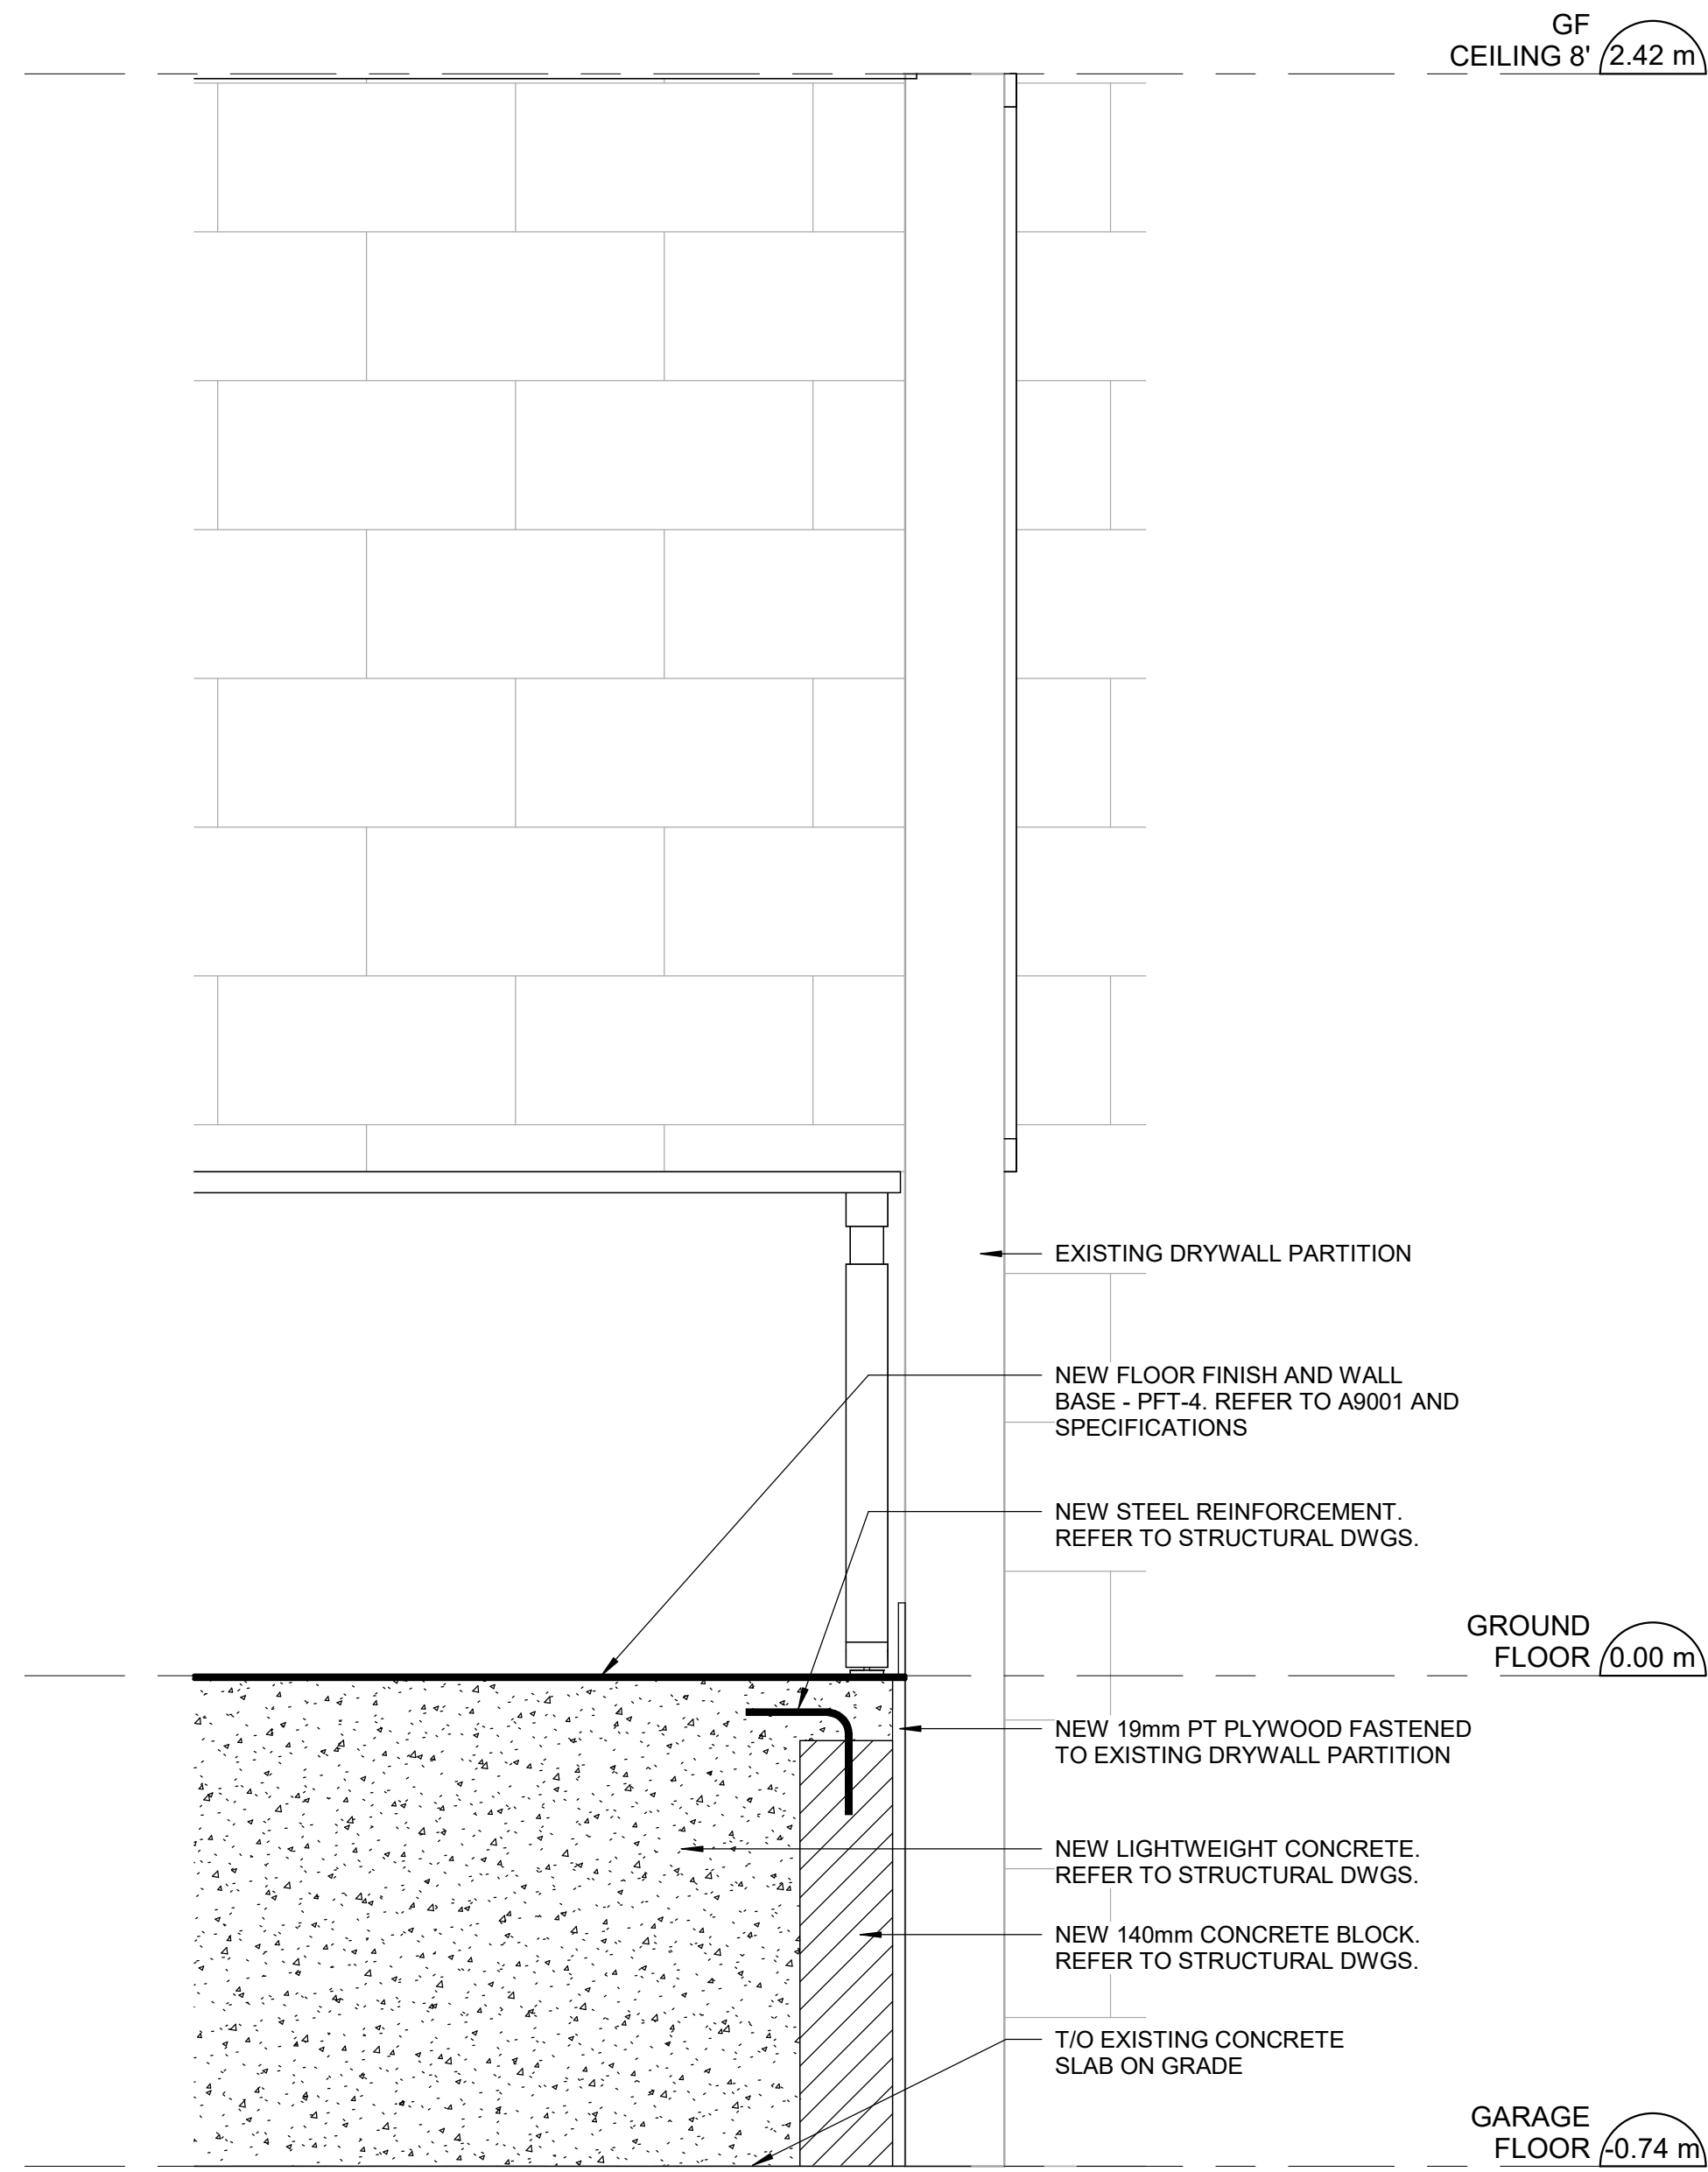 GF
CEILING 8' 2.42 m
EXISTING DRYWALL PARTITION
NEW FLOOR FINISH AND WALL
BASE - PFT-4. REFER TO A9001 AND
SPECIFICATIONS
NEW STEEL REINFORCEMENT.
REFER TO STRUCTURAL DWGS.
GROUND
FLOOR 0.00 m
NEW 19mm PT PLYWOOD FASTENED
TO EXISTING DRYWALL PARTITION
NEW LIGHTWEIGHT CONCRETE.
REFER TO STRUCTURAL DWGS.
NEW 140mm CONCRETE BLOCK.
REFER TO STRUCTURAL DWGS.
T/O EXISTING CONCRETE
SLAB ON GRADE
GARAGE
FLOOR -0.74 m